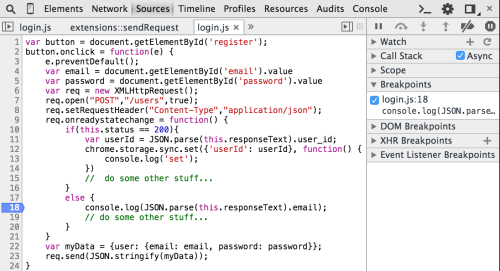 Elements Network Sources Timeline Profiles Resources Audits Console
login.js extensions::sendRequest login.js ×
1 var button = document.getElementById('register');
2 button.onclick = function(e) {
3 e.preventDefault();
4 var email = document.getElementById('email').value
5 var password = document.getElementById('password').value
6 var req = new XMLHttpRequest();
7 req.open("POST","/users",true);
8 req.setRequestHeader("Content-Type","application/json");
9 req.onreadystatechange = function() {
10 if(this.status == 200){
11 var userId = JSON.parse(this.responseText).user_id;
12 chrome.storage.sync.set({'userId': userId}, function() {
13 console.log('set');
14 })
15 // do some other stuff...
16 }
17 else {
18 console.log(JSON.parse(this.responseText).email);
19 // do some other stuff...
20 }
21 }
22 var myData = {user: {email: email, password: password}};
23 req.send(JSON.stringify(myData));
24 }
Watch
Call Stack Async
Scope
Breakpoints
login.js:18
console.log(JSON.parse…
DOM Breakpoints
XHR Breakpoints
Event Listener Breakpoints